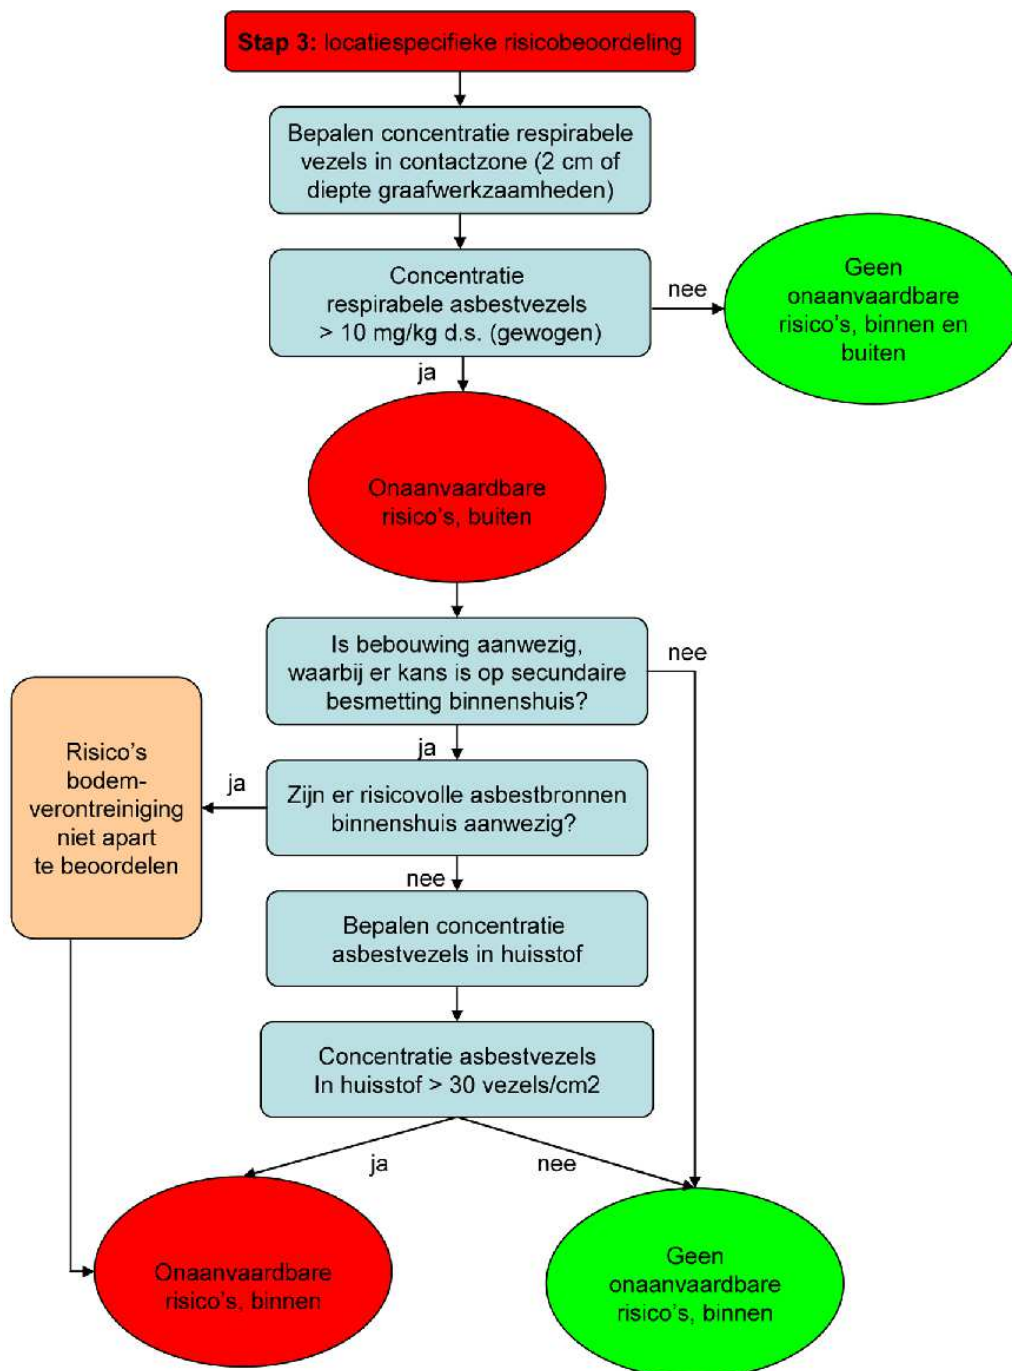 Stap 3: locatiespecifieke risicobeoordeling
Bepalen concentratie respirabele
vezels in contactzone (2 cm of
diepte graafwerkzaamheden)
Concentratie
respirabele asbestvezels
> 10 mg/kg d.s. (gewogen)
nee
Geen
onaanvaardbare
risico's, binnen en
buiten
ja
Onaanvaardbare
risico's, buiten
Is bebouwing aanwezig,
waarbij er kans is op secundaire
besmetting binnenshuis?
nee
ja
Zijn er risicovolle asbestbronnen
binnenshuis aanwezig?
ja
Risico's
bodem-
verontreiniging
niet apart
te beoordelen
nee
Bepalen concentratie
asbestvezels in huisstof
Concentratie asbestvezels
In huisstof > 30 vezels/cm2
ja
nee
Onaanvaardbare
risico's, binnen
Geen
onaanvaardbare
risico's, binnen